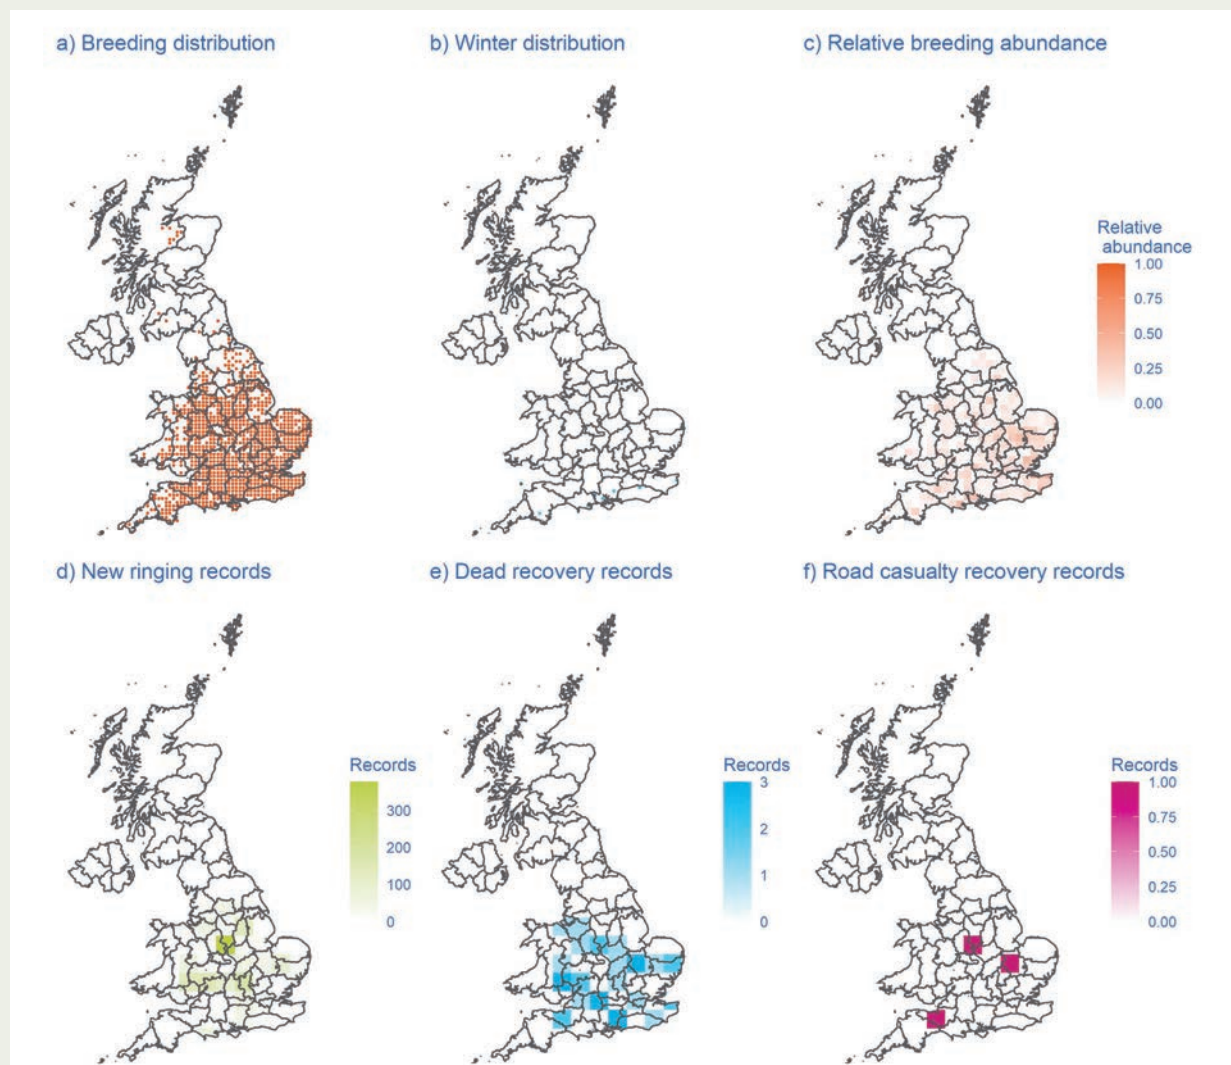 a) Breeding distribution
b) Winter distribution
c) Relative breeding abundance
Relative
abundance
1.00
0.75
0.50
0.25
0.00
d) New ringing records
e) Dead recovery records
f) Road casualty recovery records
Records
300
200
100
0
Records
3
2
1
0
Records
1.00
0.75
0.50
0.25
0.00